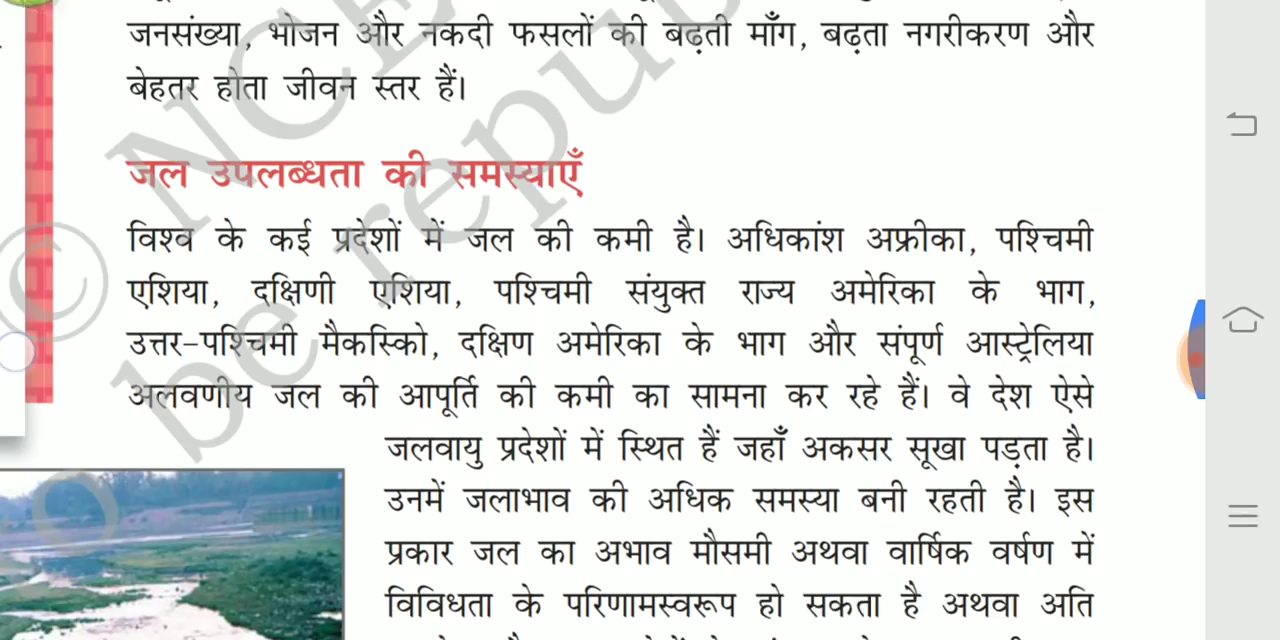 जनसंख्या, भोजन और नकदी फसलों की बढ़ती माँग, बढ़ता नगरीकरण और
बेहतर होता जीवन स्तर हैं।
जल उपलब्धता की समस्याएँ
विश्व के कई प्रदेशों में जल की कमी है। अधिकांश अफ्रीका, पश्चिमी
एशिया, दक्षिणी एशिया, पश्चिमी संयुक्त राज्य अमेरिका के भाग,
उत्तर-पश्चिमी मैकस्िको, दक्षिण अमेरिका के भाग और संपूर्ण आस्ट्रेलिया
अलवणीय जल की आपूर्ति की कमी का सामना कर रहे हैं। वे देश ऐसे
जलवायु प्रदेशों में स्थित हैं जहाँ अकसर सूखा पड़ता है।
उनमें जलाभाव की अधिक समस्या बनी रहती है। इस
प्रकार जल का अभाव मौसमी अथवा वार्षिक वर्षण में
विविधता के परिणामस्वरूप हो सकता है अथवा अति